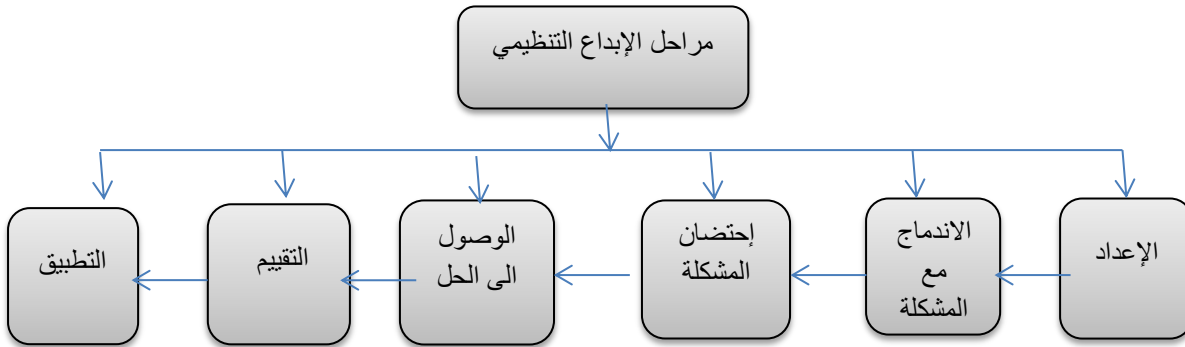 مراحل الإبداع التنظيمي
الإعداد
الاندماج
مع
المشكلة
إحتضان
المشكلة
الوصول
الى الحل
التقييم
التطبيق